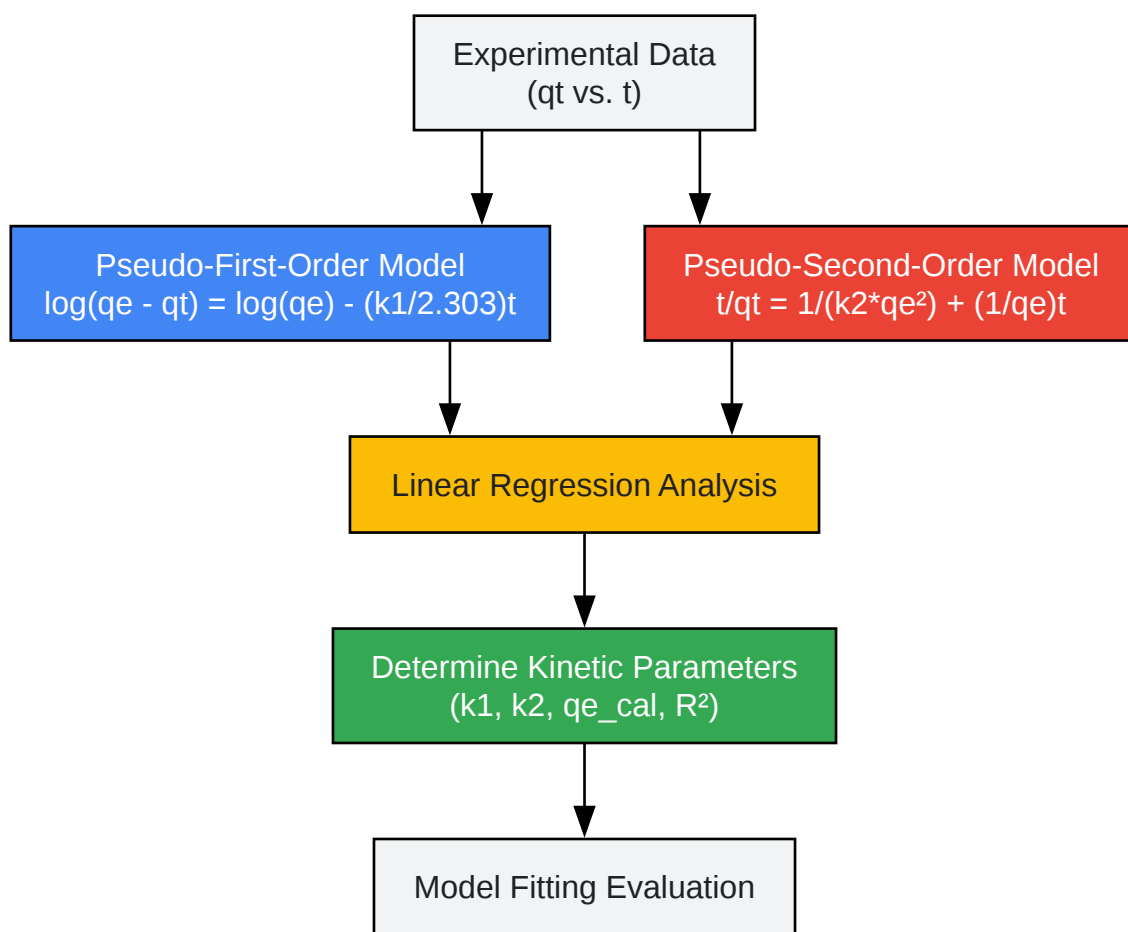 Experimental Data
(qt vs. t)
Pseudo-First-Order Model
log(qe - qt) = log(qe) - (k1/2.303)t
Pseudo-Second-Order Model
t/qt = 1/(k2*qe²) + (1/qe)t
Linear Regression Analysis
Determine Kinetic Parameters
(k1, k2, qe_cal, R²)
Model Fitting Evaluation